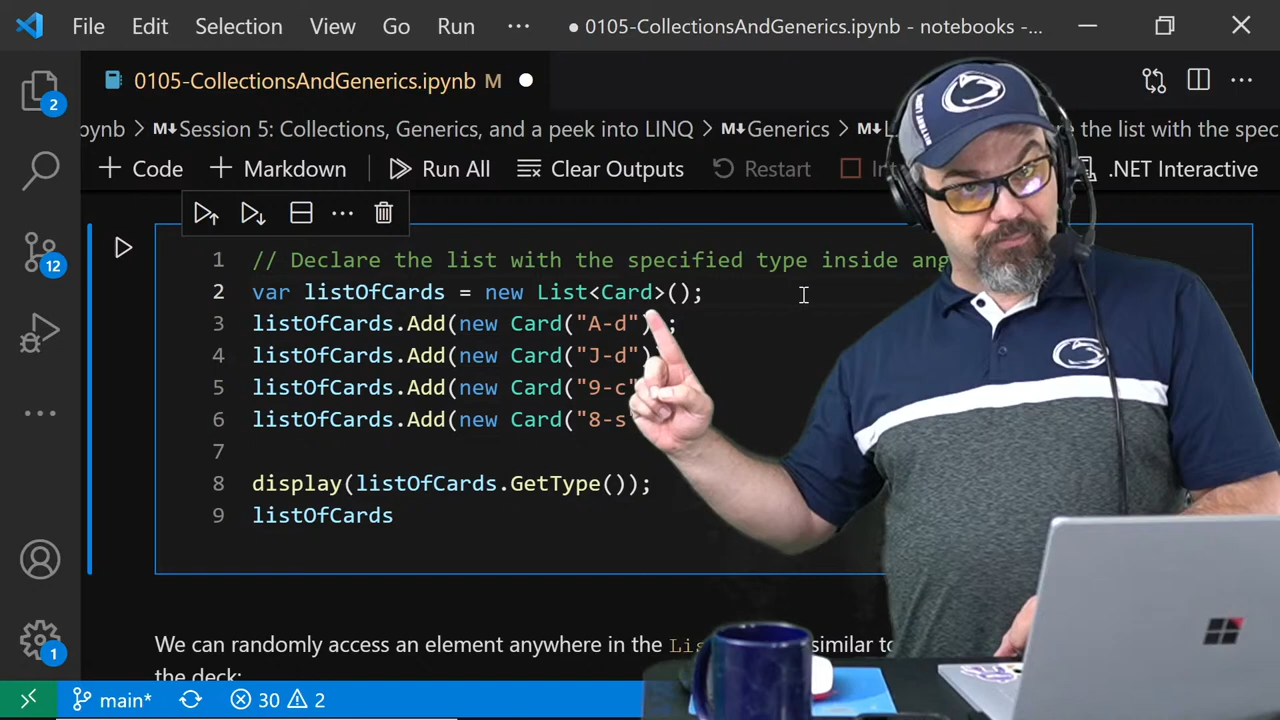 File Edit Selection View Go Run ··· ● 0105-CollectionsAndGenerics.ipynb - notebooks -...
0105-CollectionsAndGenerics.ipynb M
2
ipynb > Session 5: Collections, Generics, and a peek into LINQ > Generics > the list with the spec
+ Code + Markdown Run All Clear Outputs Restart .NET Interactive
12
1 // Declare the list with the specified type inside ang
2 var listOfCards = new List<Card>();
3 listOfCards.Add(new Card("A-d") ;
4 listOfCards.Add(new Card("J-d")
5 listOfCards.Add(new Card("9-c"
6 listOfCards.Add(new Card("8-s
7
8 display(listOfCards.GetType());
9 listOfCards
We can randomly access an element anywhere in the similar to
the deck:
1
main* 30 2